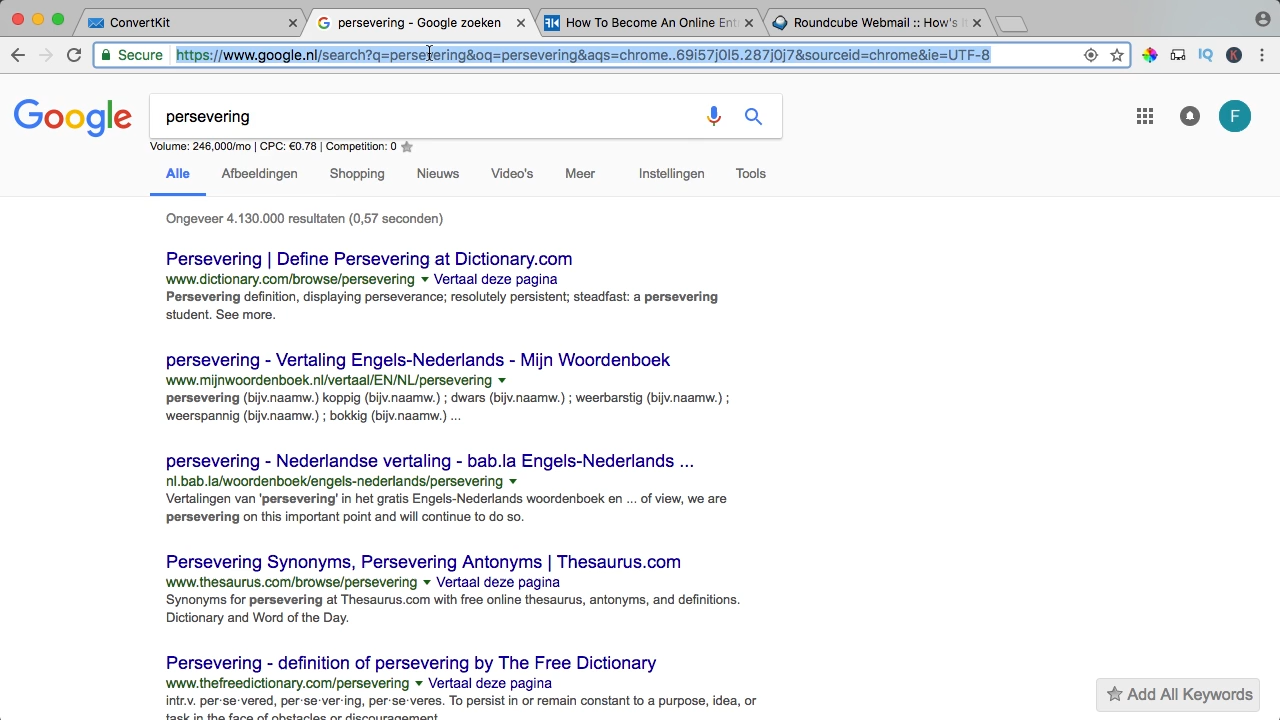 ConvertKit
persevering - Google zoeken
How To Become An Online Ent
Roundcube Webmail :: How's I
Secure
https://www.google.nl/search?q=persevering&oq=persevering&aqs=chrome..69i57j0l5.287j0j7&sourceid=chrome&ie=UTF-8
Google
persevering
F
Volume: 246,000/mo | CPC: €0.78 | Competition: 0
Alle Afbeeldingen Shopping Nieuws Video's Meer Instellingen Tools
Ongeveer 4.130.000 resultaten (0,57 seconden)
Persevering | Define Persevering at Dictionary.com
www.dictionary.com/browse/persevering Vertaal deze pagina
Persevering definition, displaying perseverance; resolutely persistent; steadfast: a persevering
student. See more.
persevering - Vertaling Engels-Nederlands - Mijn Woordenboek
www.mijnwoordenboek.nl/vertaal/EN/NL/persevering
persevering (bijv.naamw.) koppig (bijv.naamw.) ; dwars (bijv.naamw.) ; weerbarstig (bijv.naamw.) ;
weerspannig (bijv.naamw.) ; bokkig (bijv.naamw.) ...
persevering - Nederlandse vertaling - bab.la Engels-Nederlands ...
nl.bab.la/woordenboek/engels-nederlands/persevering
Vertalingen van 'persevering' in het gratis Engels-Nederlands woordenboek en ... of view, we are
persevering on this important point and will continue to do so.
Persevering Synonyms, Persevering Antonyms | Thesaurus.com
www.thesaurus.com/browse/persevering Vertaal deze pagina
Synonyms for persevering at Thesaurus.com with free online thesaurus, antonyms, and definitions.
Dictionary and Word of the Day.
Persevering - definition of persevering by The Free Dictionary
www.thefreedictionary.com/persevering Vertaal deze pagina
intr.v. per·se·vered, per·se·ver·ing, per·se·veres. To persist in or remain constant to a purpose, idea, or
task in the face of obstacles or discouragement
Add All Keywords